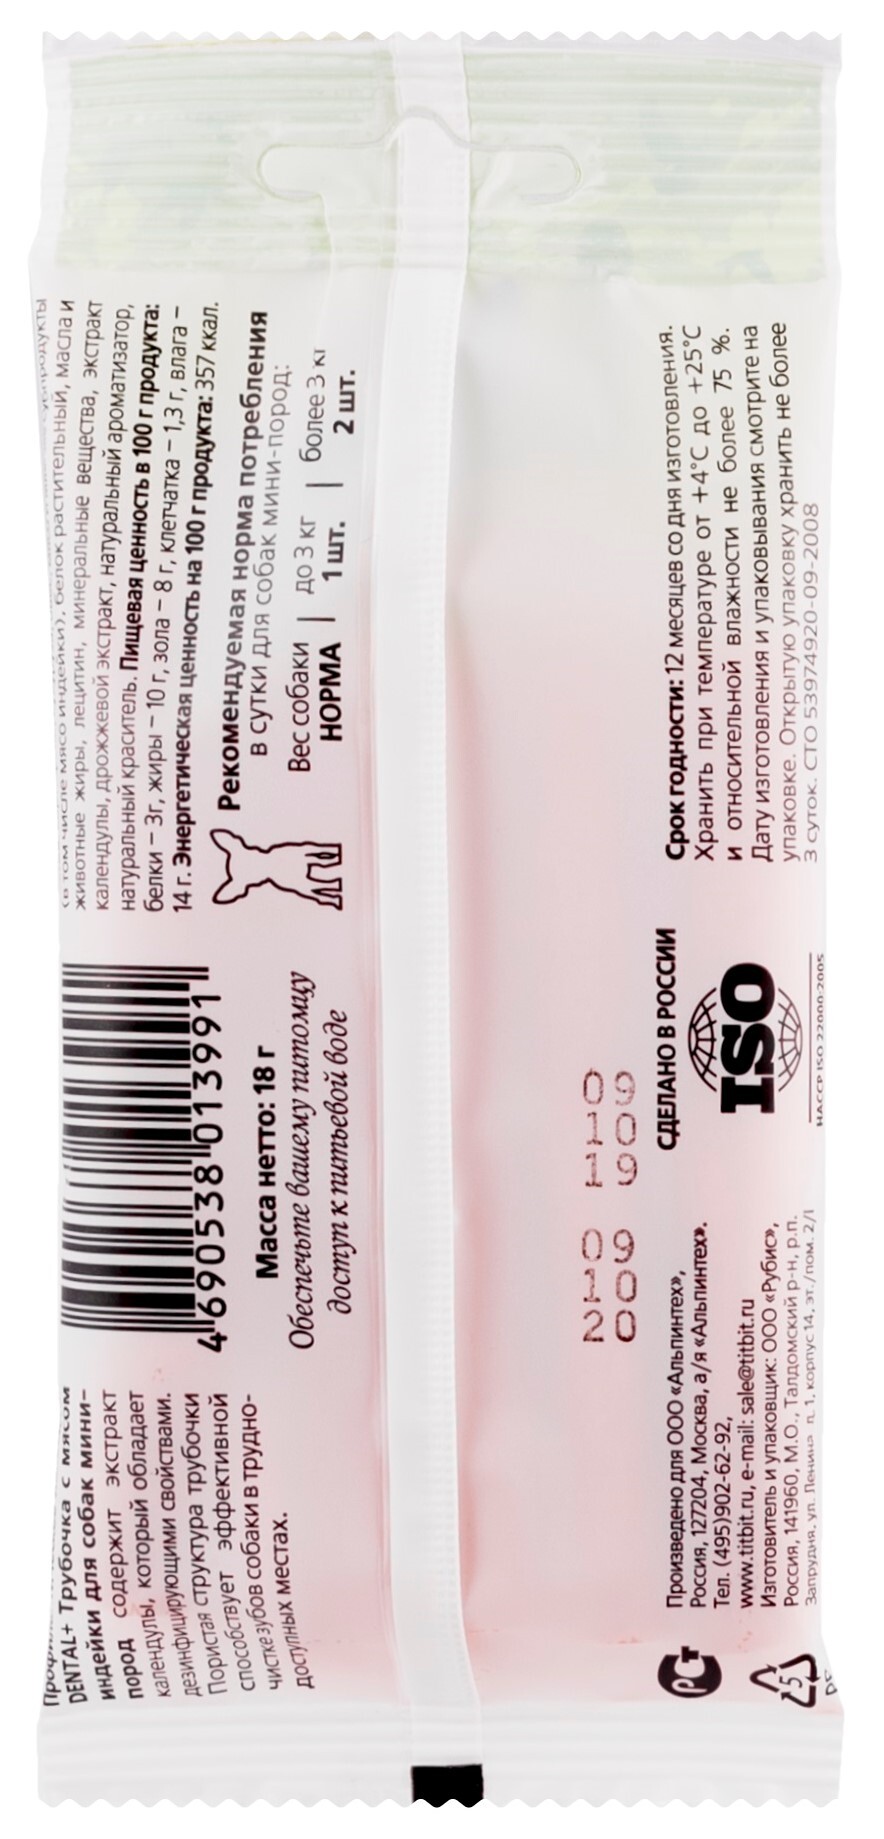 DENTAL+ Трубочка с мясом
индейки для собак мини-
пород содержит экстракт
календулы, который обладает
дезинфицирующими свойствами.
Пористая структура трубочки
способствует эффективной
чистке зубов собаки в трудно-
доступных местах.
4 690538 013991
Масса нетто: 18 г
Обеспечьте вашему питомцу
доступ к питьевой воде
субпродукты
(в том числе мясо индейки), белок растительный, масла и
животные жиры, лецитин, минеральные вещества, экстракт
календулы, дрожжевой экстракт, натуральный ароматизатор,
натуральный краситель. Пищевая ценность в 100 г продукта:
белки – 3г, жиры – 10 г, зола – 8 г, клетчатка – 1,3 г, влага –
14 г. Энергетическая ценность на 100 г продукта: 357 ккал.
Рекомендуемая норма потребления
в сутки для собак мини-пород:
Вес собаки | до 3 кг | более 3 кг
НОРМА | 1 шт. | 2 шт.
20 10 09
19 10 09
РСТ
5
Произведено для ООО «Альпинтех»,
Россия, 127204, Москва, а/я «Альпинтех».
Тел. (495)902-62-92,
www.titbit.ru, e-mail: sale@titbit.ru
Изготовитель и упаковщик: ООО «Рубис»,
Россия, 141960, М.О., Талдомский р-н, р.п.
Запрудня, ул. Ленина п. 1, корпус 14, эт./пом. 2/I
СДЕЛАНО В РОССИИ
ISO
HACCP ISO 22000:2005
Срок годности: 12 месяцев со дня изготовления.
Хранить при температуре от +4°С до +25°С
и относительной влажности не более 75 %.
Дату изготовления и упаковывания смотрите на
упаковке. Открытую упаковку хранить не более
3 суток. СТО 53974920-09-2008